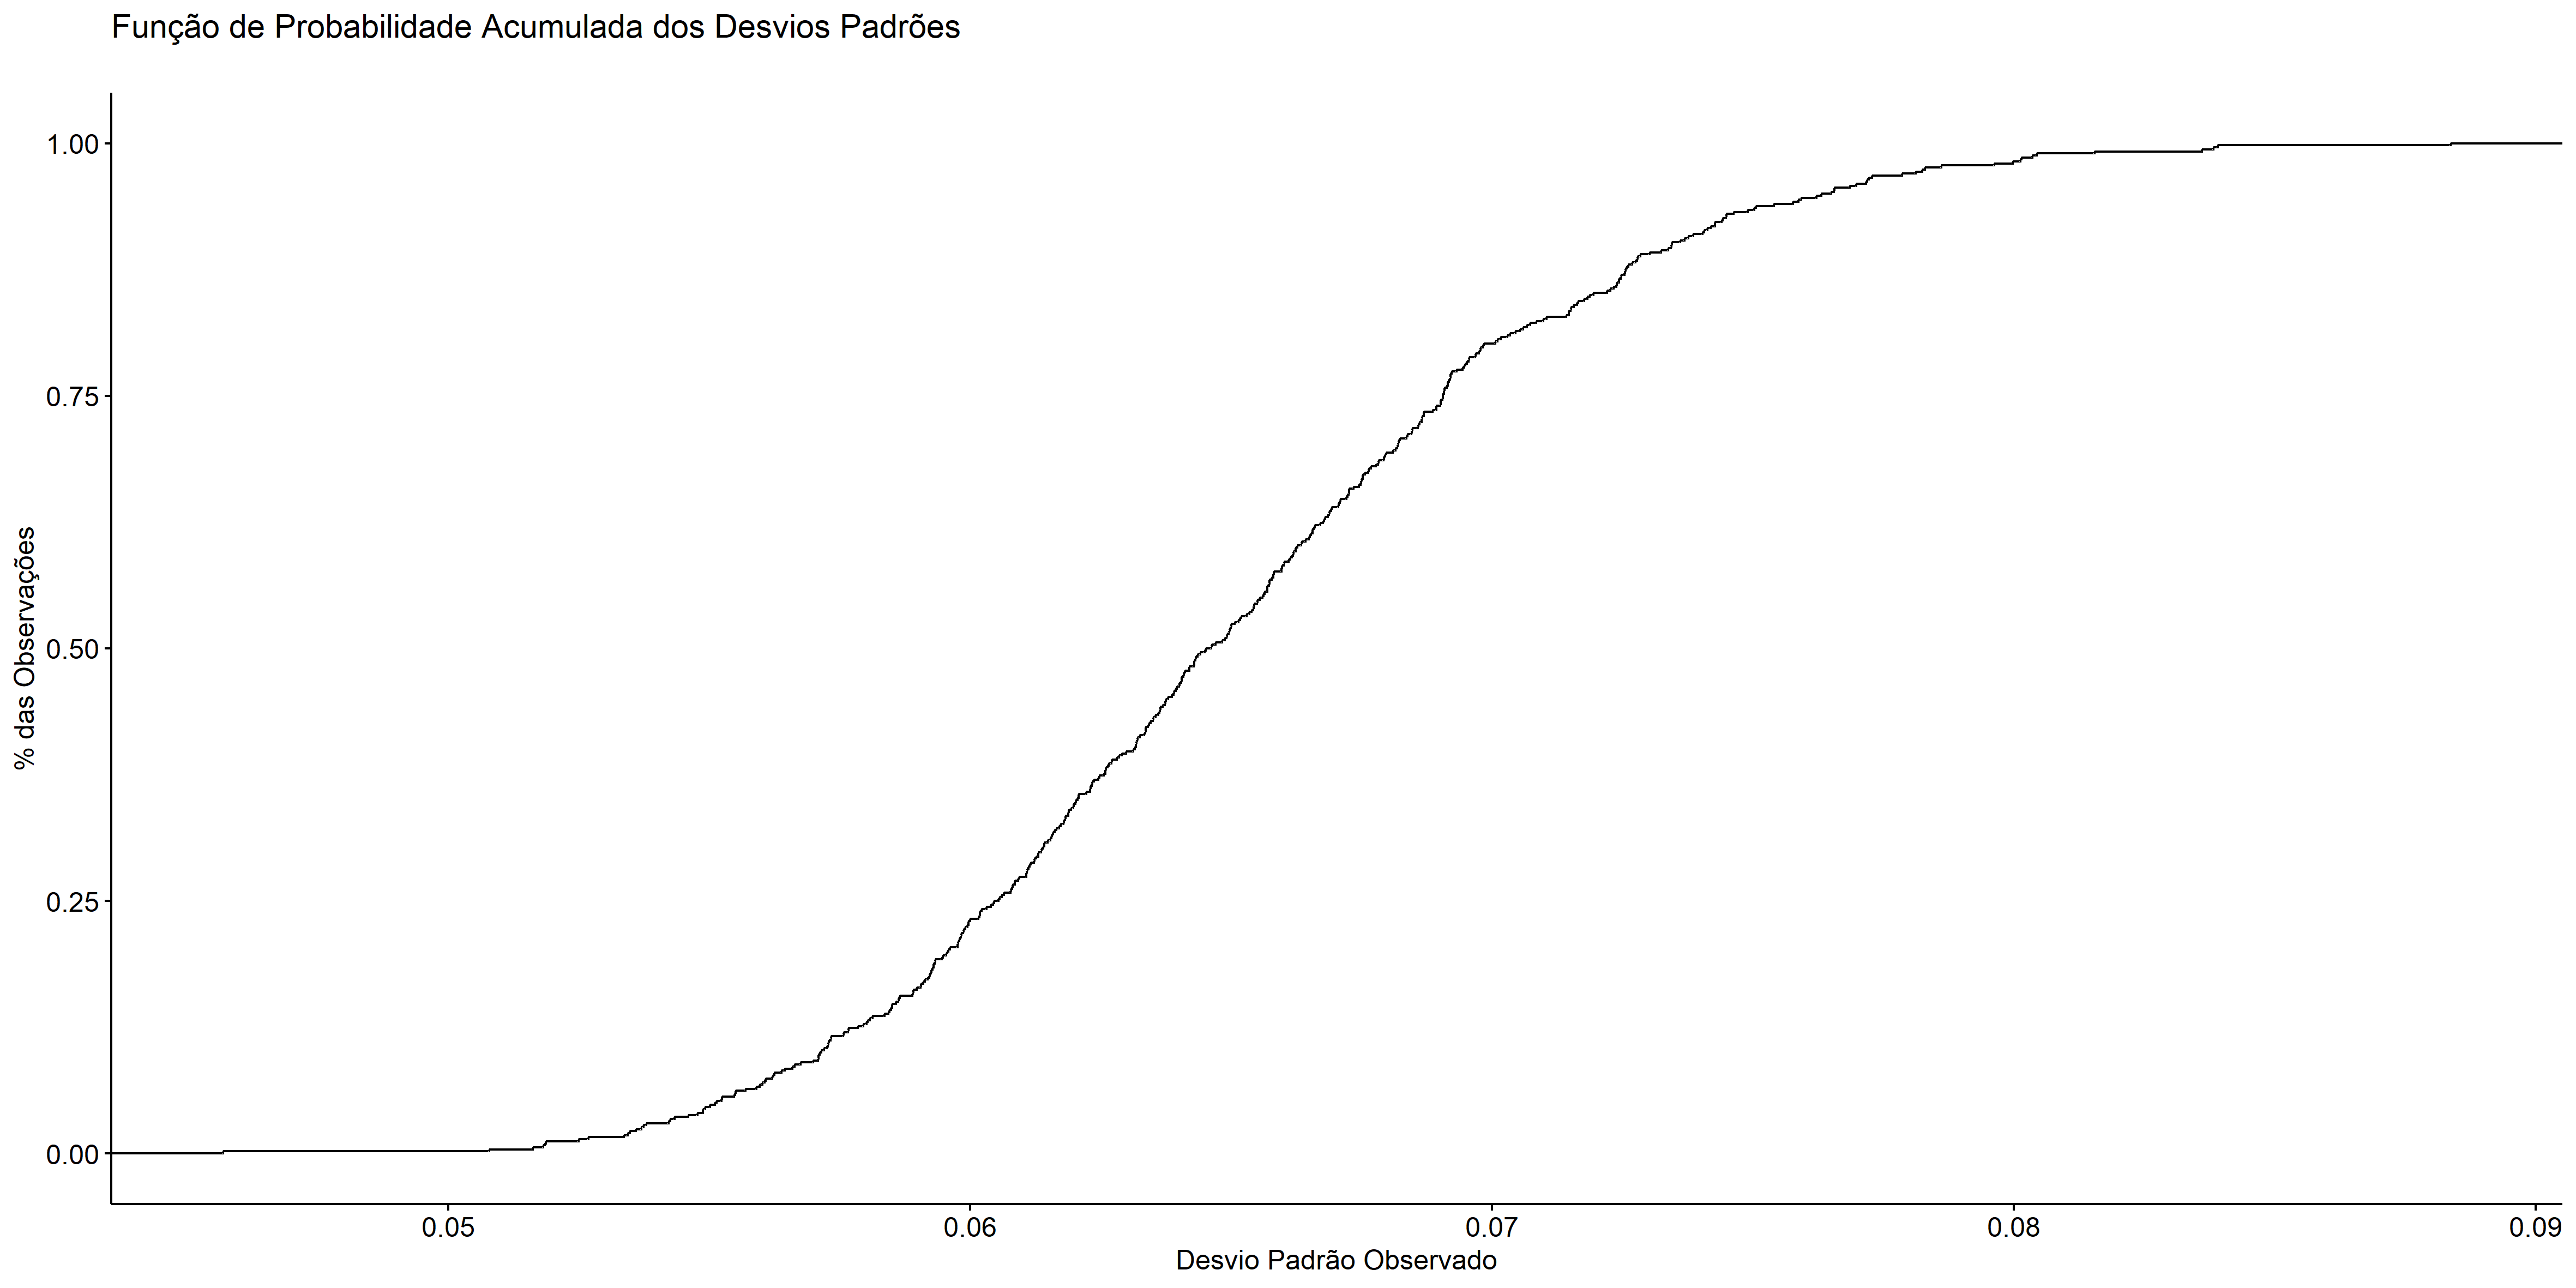 Função de Probabilidade Acumulada dos Desvios Padrões
1.00
0.75
0.50
0.25
0.00
% das Observações
0.05 0.06 0.07 0.08 0.09
Desvio Padrão Observado